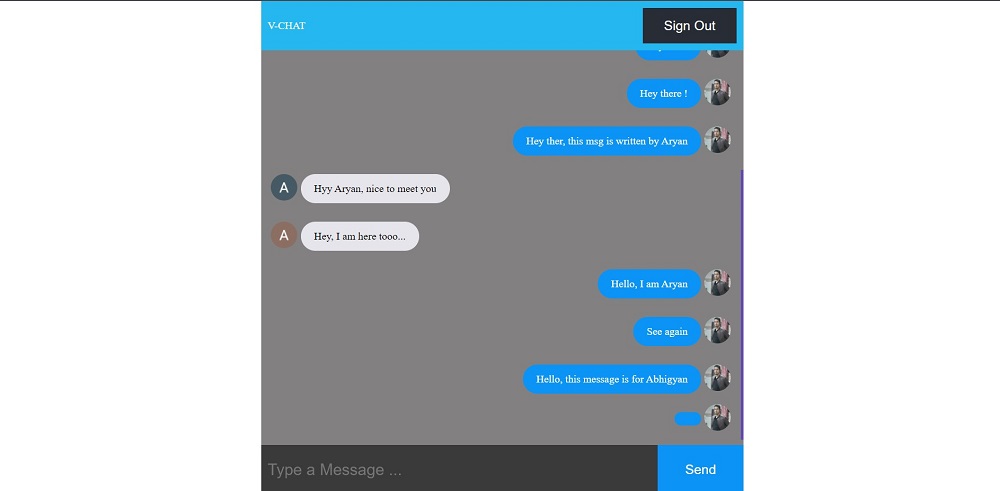 V-CHAT
Sign Out
Hey there !
Hey ther, this msg is written by Aryan
A
Hyy Aryan, nice to meet you
A
Hey, I am here tooo...
Hello, I am Aryan
See again
Hello, this message is for Abhigyan
Type a Message ...
Send